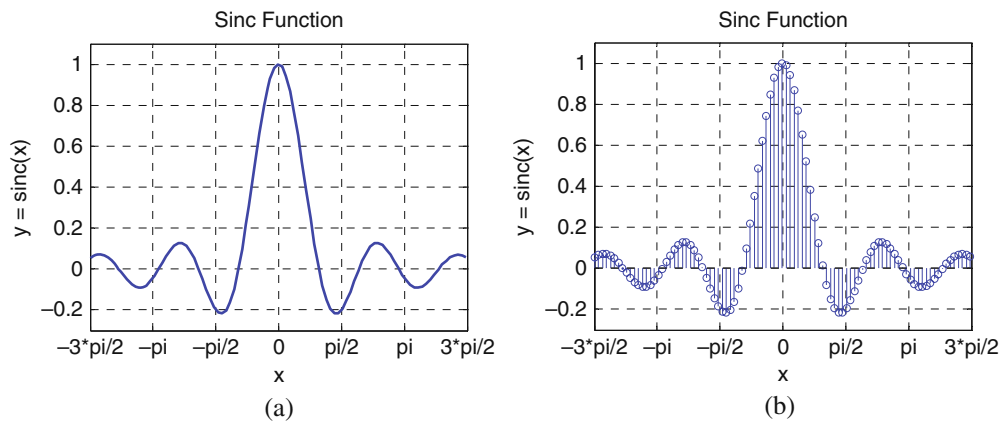 Sinc Function
1
0.8
0.6
0.4
0.2
0
−0.2
y = sinc(x)
−3*pi/2 −pi −pi/2 0 pi/2 pi 3*pi/2
x
(a)
Sinc Function
1
0.8
0.6
0.4
0.2
0
−0.2
y = sinc(x)
−3*pi/2 −pi −pi/2 0 pi/2 pi 3*pi/2
x
(b)